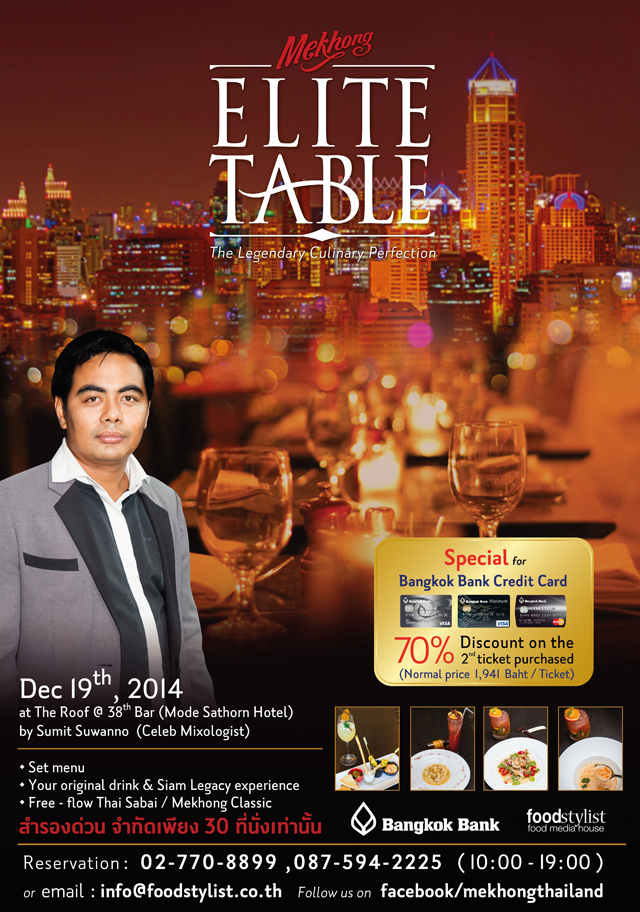 Mekhong
ELITE
TABLE
The Legendary Culinary Perfection
Special for
Bangkok Bank Credit Card
70% Discount on the
2nd ticket purchased
(Normal price 1,941 Baht / Ticket)
Dec 19th, 2014
at The Roof @ 38th Bar (Mode Sathorn Hotel)
by Sumit Suwanno (Celeb Mixologist)
• Set menu
• Your original drink & Siam Legacy experience
• Free - flow Thai Sabai / Mekhong Classic
สำรองด่วน จำกัดเพียง 30 ที่นั่งเท่านั้น
Bangkok Bank
foodstylist
food media house
Reservation : 02-770-8899 ,087-594-2225 (10:00 - 19:00)
or email : info@foodstylist.co.th Follow us on facebook/mekhongthailand